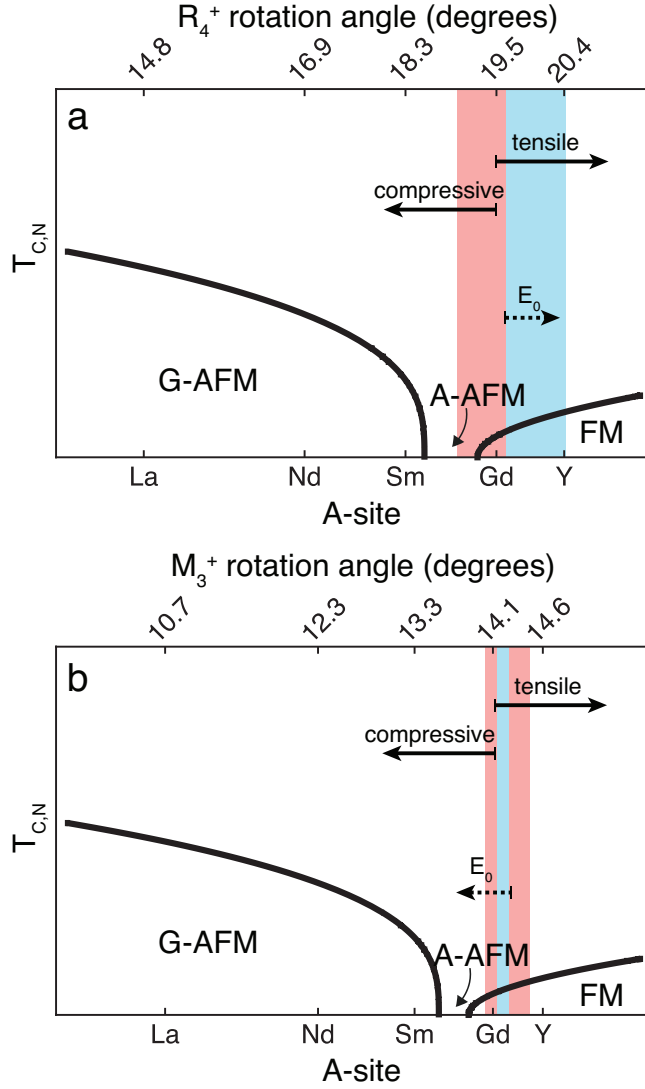 R4+ rotation angle (degrees)
14.8 16.9 18.3 19.5 20.4
a
tensile
compressive
TC,N
E0
G-AFM
A-AFM
FM
La Nd Sm Gd Y
A-site
M3+ rotation angle (degrees)
10.7 12.3 13.3 14.1 14.6
b
tensile
compressive
TC,N
E0
G-AFM
A-AFM
FM
La Nd Sm Gd Y
A-site